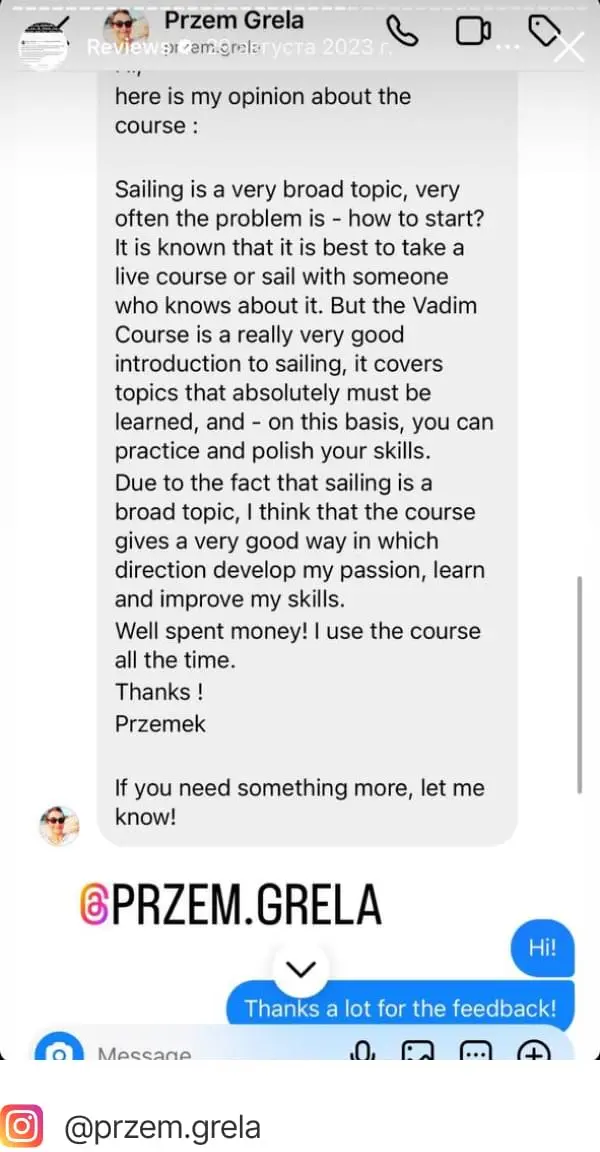 Przem Grela
Reviews
przem.grela
августа 2023 г.
here is my opinion about the
course :
Sailing is a very broad topic, very
often the problem is - how to start?
It is known that it is best to take a
live course or sail with someone
who knows about it. But the Vadim
Course is a really very good
introduction to sailing, it covers
topics that absolutely must be
learned, and - on this basis, you can
practice and polish your skills.
Due to the fact that sailing is a
broad topic, I think that the course
gives a very good way in which
direction develop my passion, learn
and improve my skills.
Well spent money! I use the course
all the time.
Thanks !
Przemek
If you need something more, let me
know!
@PRZEM.GRELA
Hi!
Thanks a lot for the feedback!
Message
@przem.grela